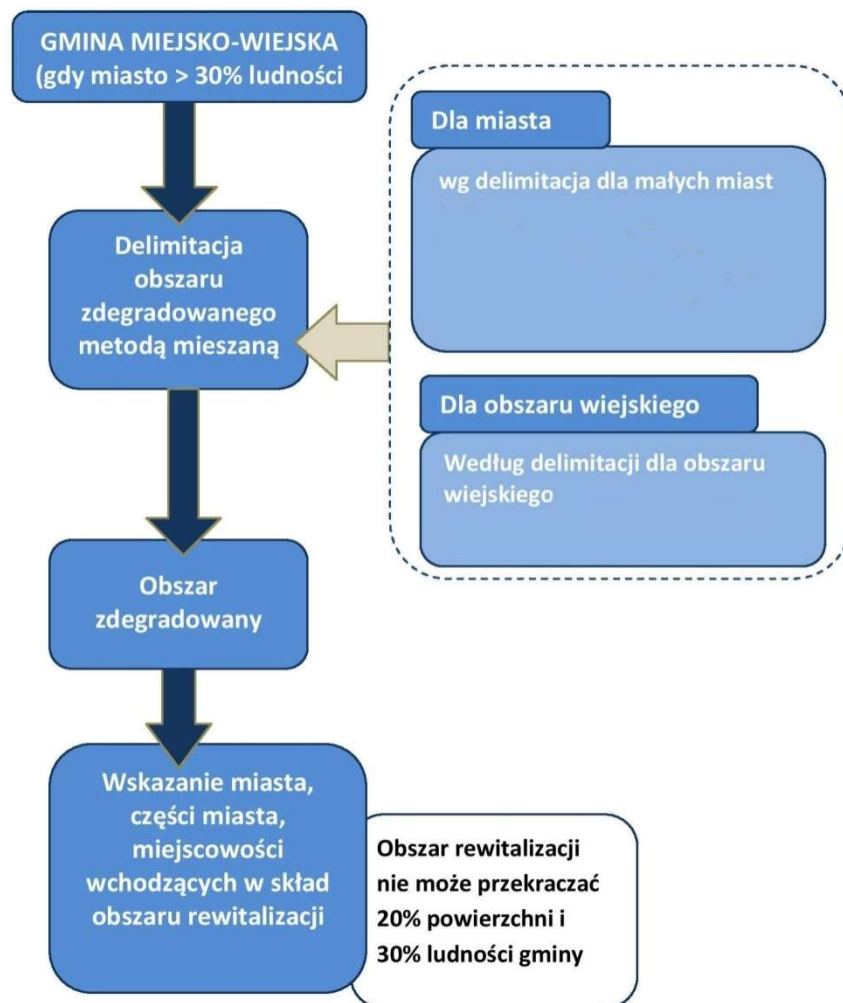 GMINA MIEJSKO-WIEJSKA
(gdy miasto > 30% ludności
Delimitacja
obszaru
zdegradowanego
metodą mieszaną
Dla miasta
wg delimitacja dla małych miast
Dla obszaru wiejskiego
Według delimitacji dla obszaru
wiejskiego
Obszar
zdegradowany
Wskazanie miasta,
części miasta,
miejscowości
wchodzących w skład
obszaru rewitalizacji
Obszar rewitalizacji
nie może przekraczać
20% powierzchni i
30% ludności gminy